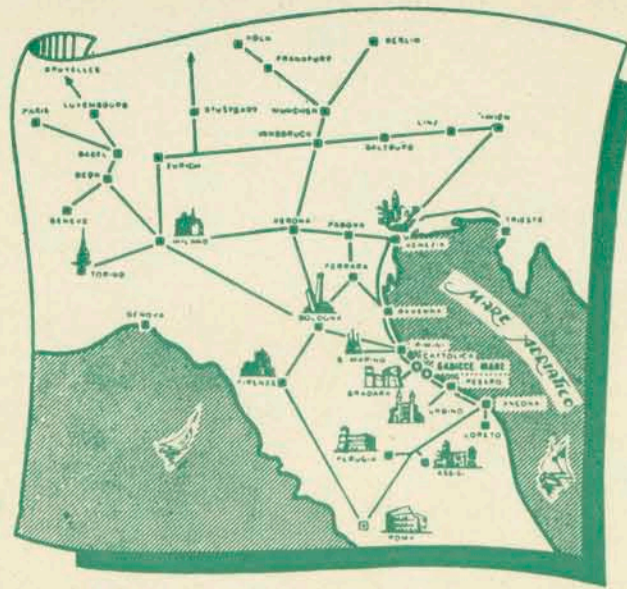 KÖLN
BERLIN
FRANKFURT
BRUXELLES
PARIS
LUXEMBOURG
STUTTGART
MUNCHEN
INNSBRUCK
LINZ
WIEN
SALZBURG
BASEL
ZURICH
BERN
GENEVE
MILANO
VERONA
PADOVA
VENEZIA
TRIESTE
TORINO
FERRARA
RAVENNA
GENOVA
BOLOGNA
MARE ADRIATICO
RIMINI
S. MARINO
CATTOLICA
GABICCE MARE
FIRENZE
GRADARA
PESARO
URBINO
ANCONA
LORETO
PERUGIA
ASSISI
ROMA